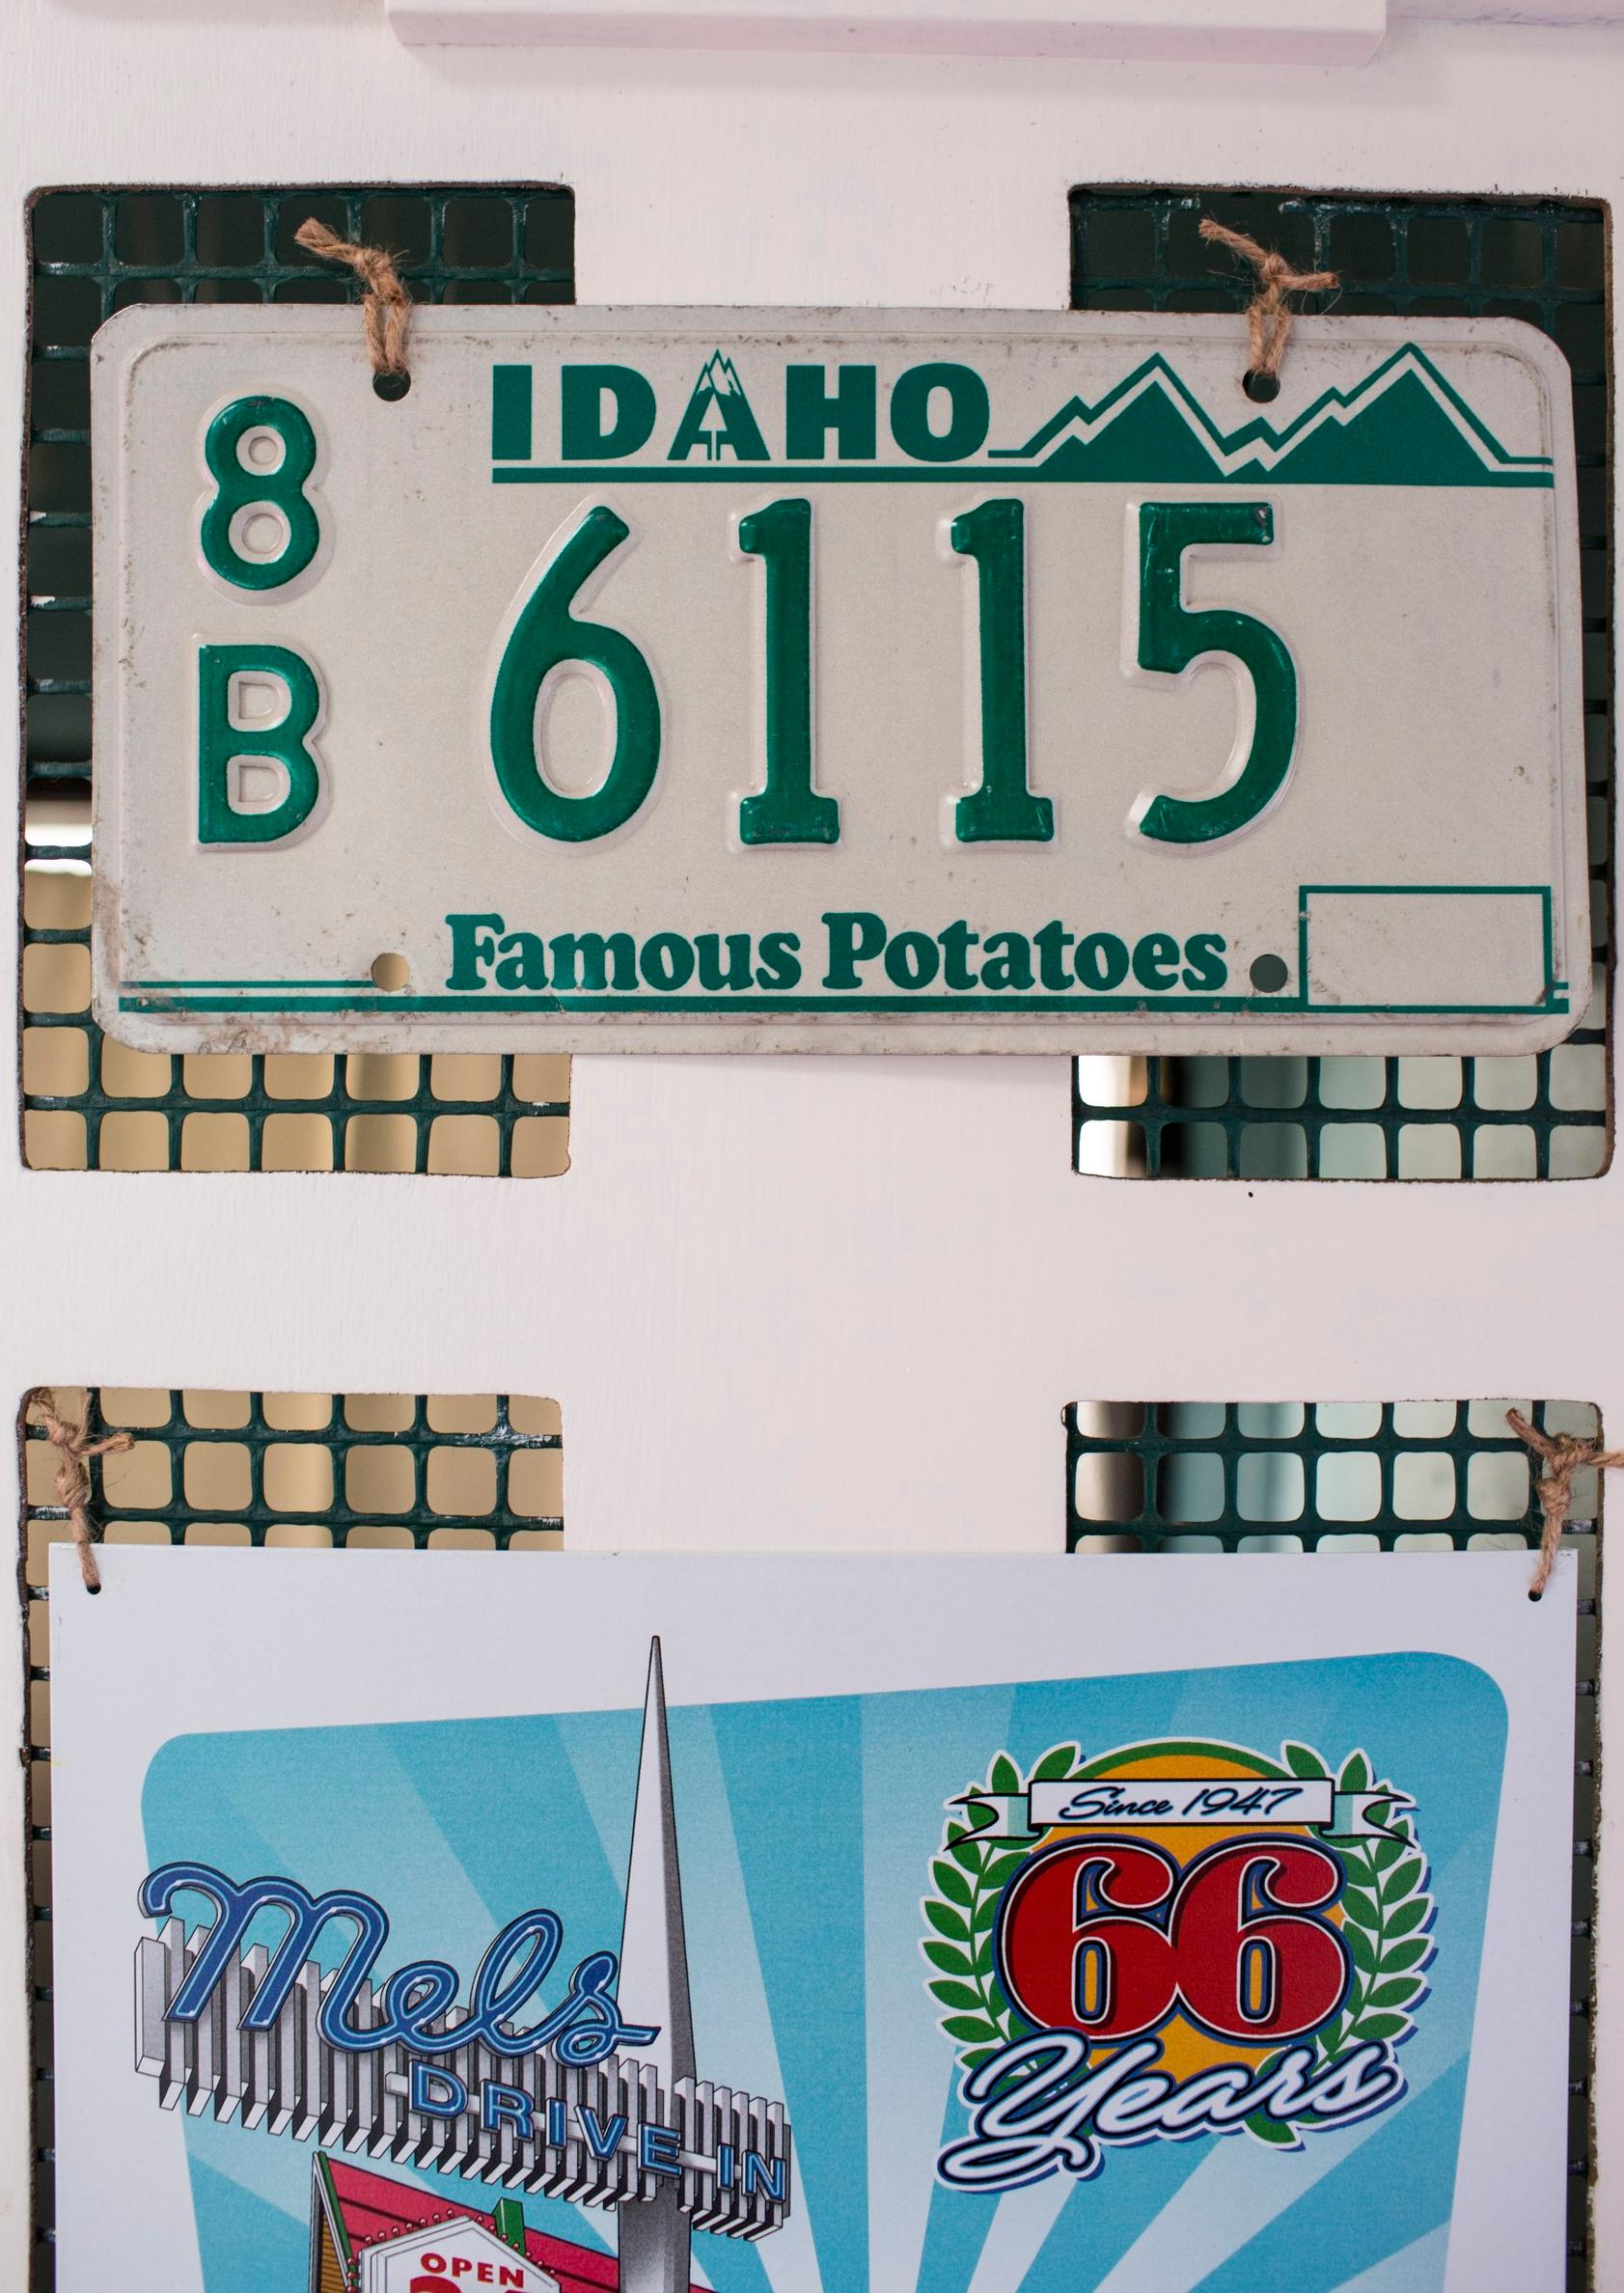 IDAHO
8
B
6115
Famous Potatoes
Since 1947
66
Years
Mels
DRIVE IN
OPEN